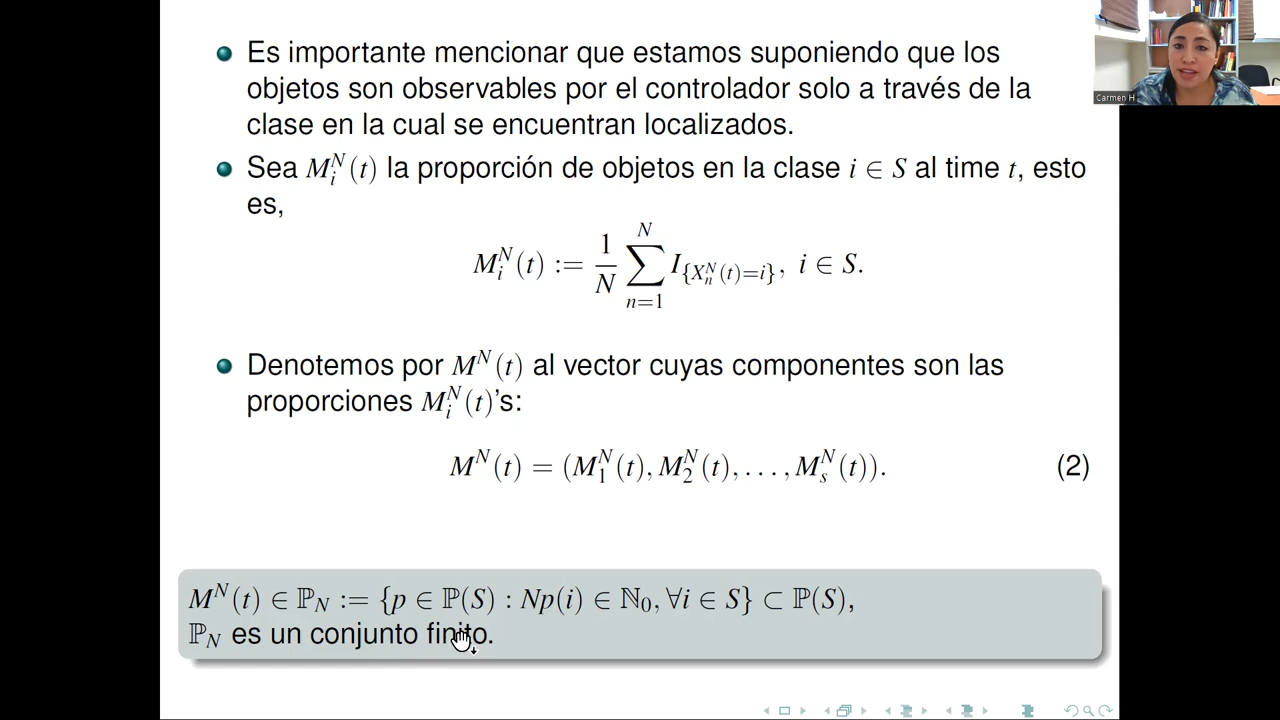 Es importante mencionar que estamos suponiendo que los
objetos son observables por el controlador solo a través de la
clase en la cual se encuentran localizados.
Sea $M_i^N(t)$ la proporción de objetos en la clase $i \in S$ al time $t$, esto
es,
$M_i^N(t) := \frac{1}{N} \sum_{n=1}^{N} I_{\{X_n^N(t)=i\}}, \ i \in S.$
Denotemos por $M^N(t)$ al vector cuyas componentes son las
proporciones $M_i^N(t)$'s:
$M^N(t) = (M_1^N(t), M_2^N(t), \ldots, M_s^N(t)).$ (2)
$M^N(t) \in \mathbb{P}_N := \{p \in \mathbb{P}(S) : Np(i) \in \mathbb{N}_0, \forall i \in S\} \subset \mathbb{P}(S),$
$\mathbb{P}_N$ es un conjunto finito.
Carmen H